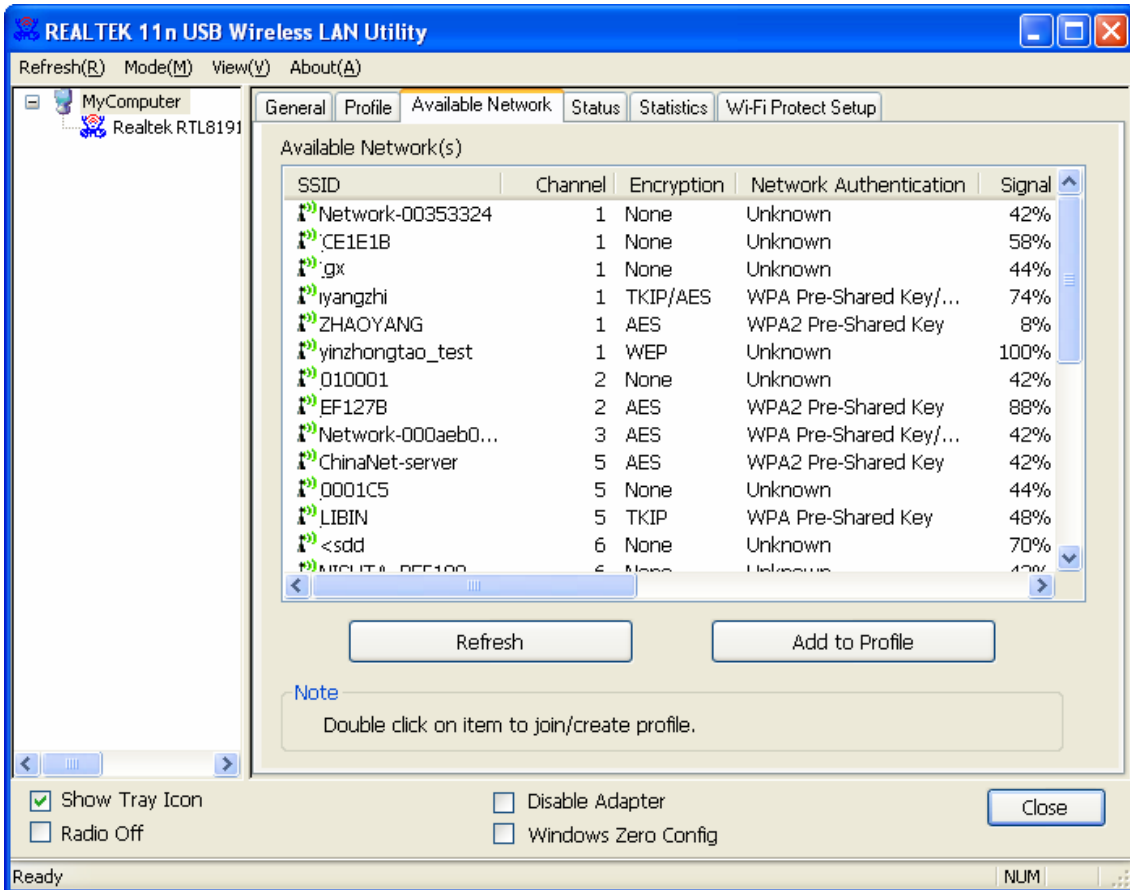 REALTEK 11n USB Wireless LAN Utility
Refresh(R) Mode(M) View(V) About(A)
MyComputer
Realtek RTL8191
General Profile Available Network Status Statistics Wi-Fi Protect Setup
Available Network(s)
SSID Channel Encryption Network Authentication Signal
Network-00353324 1 None Unknown 42%
CE1E1B 1 None Unknown 58%
gx 1 None Unknown 44%
yangzhi 1 TKIP/AES WPA Pre-Shared Key/... 74%
ZHAOYANG 1 AES WPA2 Pre-Shared Key 8%
yinzhongtao_test 1 WEP Unknown 100%
010001 2 None Unknown 42%
EF127B 2 AES WPA2 Pre-Shared Key 88%
Network-000aeb0... 3 AES WPA Pre-Shared Key/... 42%
ChinaNet-server 5 AES WPA2 Pre-Shared Key 42%
0001C5 5 None Unknown 44%
LIBIN 5 TKIP WPA Pre-Shared Key 48%
<sdd 6 None Unknown 70%
6 None Unknown 42%
Refresh Add to Profile
Note
Double click on item to join/create profile.
Show Tray Icon Disable Adapter Close
Radio Off Windows Zero Config
Ready NUM